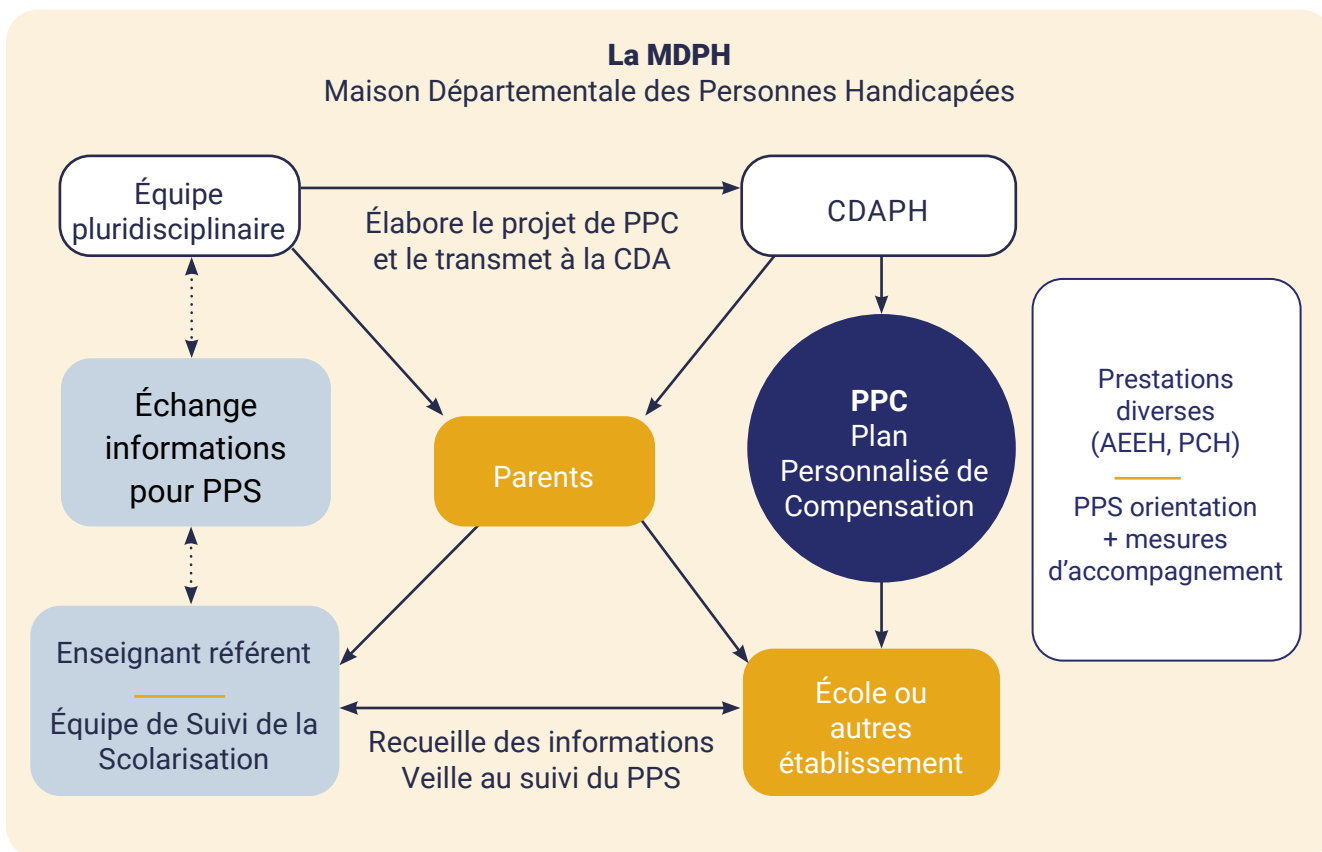 La MDPH
Maison Départementale des Personnes Handicapées
Équipe
pluridisciplinaire
Élabore le projet de PPC
et le transmet à la CDA
CDAPH
Échange
informations
pour PPS
Parents
PPC
Plan
Personnalisé de
Compensation
Prestations
diverses
(AEEH, PCH)
PPS orientation
+ mesures
d’accompagnement
Enseignant référent
Équipe de Suivi de la
Scolarisation
Recueille des informations
Veille au suivi du PPS
École ou
autres
établissement